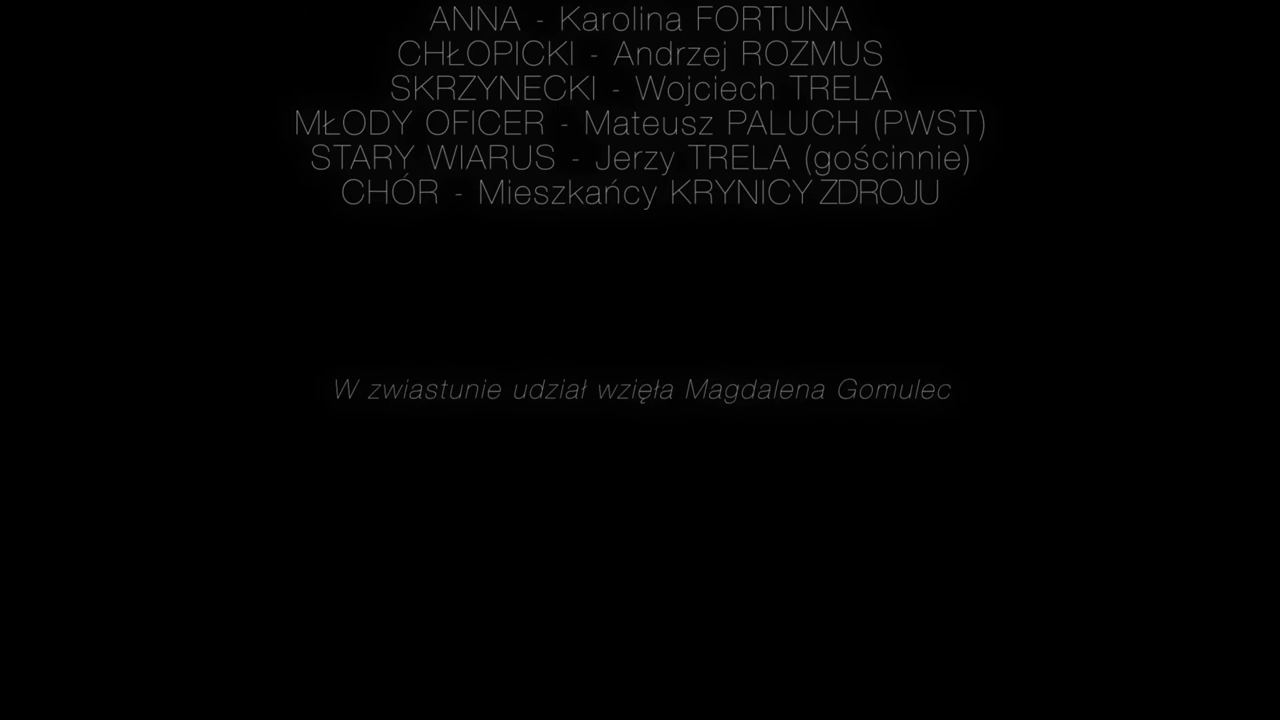 ANNA - Karolina FORTUNA
CHŁOPICKI - Andrzej ROZMUS
SKRZYNECKI - Wojciech TRELA
MŁODY OFICER - Mateusz PALUCH (PWST)
STARY WIARUS - Jerzy TRELA (gościnnie)
CHÓR - Mieszkańcy KRYNICY ZDROJU
W zwiastunie udział wzięła Magdalena Gomulec